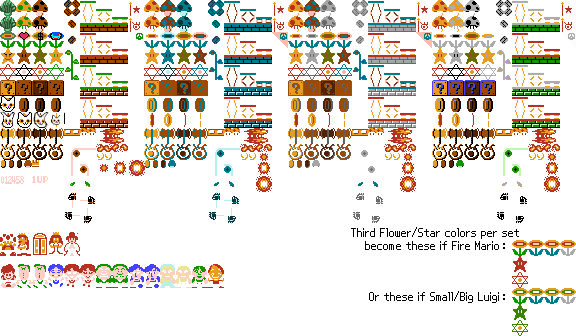 012458 1UP
Third Flower/Star colors per set
become these if Fire Mario :
Or these if Small/Big Luigi :